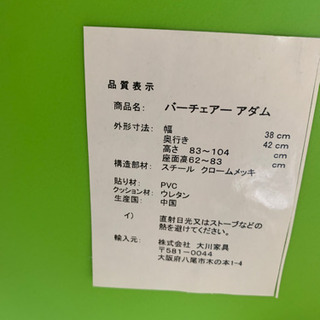 品質表示
商品名： バーチェアー アダム
外形寸法： 幅 38 cm
奥行き 42 cm
高さ 83～104 cm
座面高62～83 cm
構造部材： スチール クロームメッキ
貼り材： PVC
クッション材： ウレタン
生産国： 中国
イ） 直射日光又はストーブなどの
熱を避けてください。
輸入元： 株式会社 大川家具
〒581-0044
大阪府八尾市木の本1-4